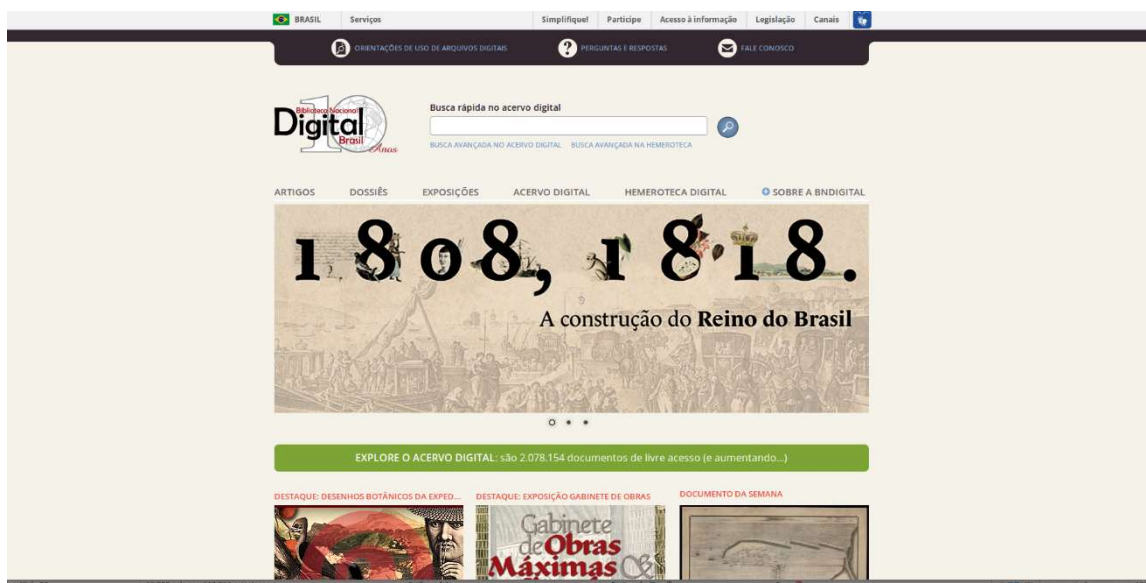 BRASIL Serviços Simplifique! Participe Acesso à informação Legislação Canais
ORIENTAÇÕES DE USO DE ARQUIVOS DIGITAIS PERGUNTAS E RESPOSTAS FALE CONOSCO
10
Biblioteca Nacional
Digital
Brasil
Anos
Busca rápida no acervo digital
BUSCA AVANÇADA NO ACERVO DIGITAL BUSCA AVANÇADA NA HEMEROTECA
ARTIGOS DOSSIÊS EXPOSIÇÕES ACERVO DIGITAL HEMEROTECA DIGITAL SOBRE A BNDIGITAL
1808, 1818.
A construção do Reino do Brasil
EXPLORE O ACERVO DIGITAL: são 2.078.154 documentos de livre acesso (e aumentando...)
DESTAQUE: DESENHOS BOTÂNICOS DA EXPED... DESTAQUE: EXPOSIÇÃO GABINETE DE OBRAS DOCUMENTO DA SEMANA
Gabinete
de Obras
Máximas &